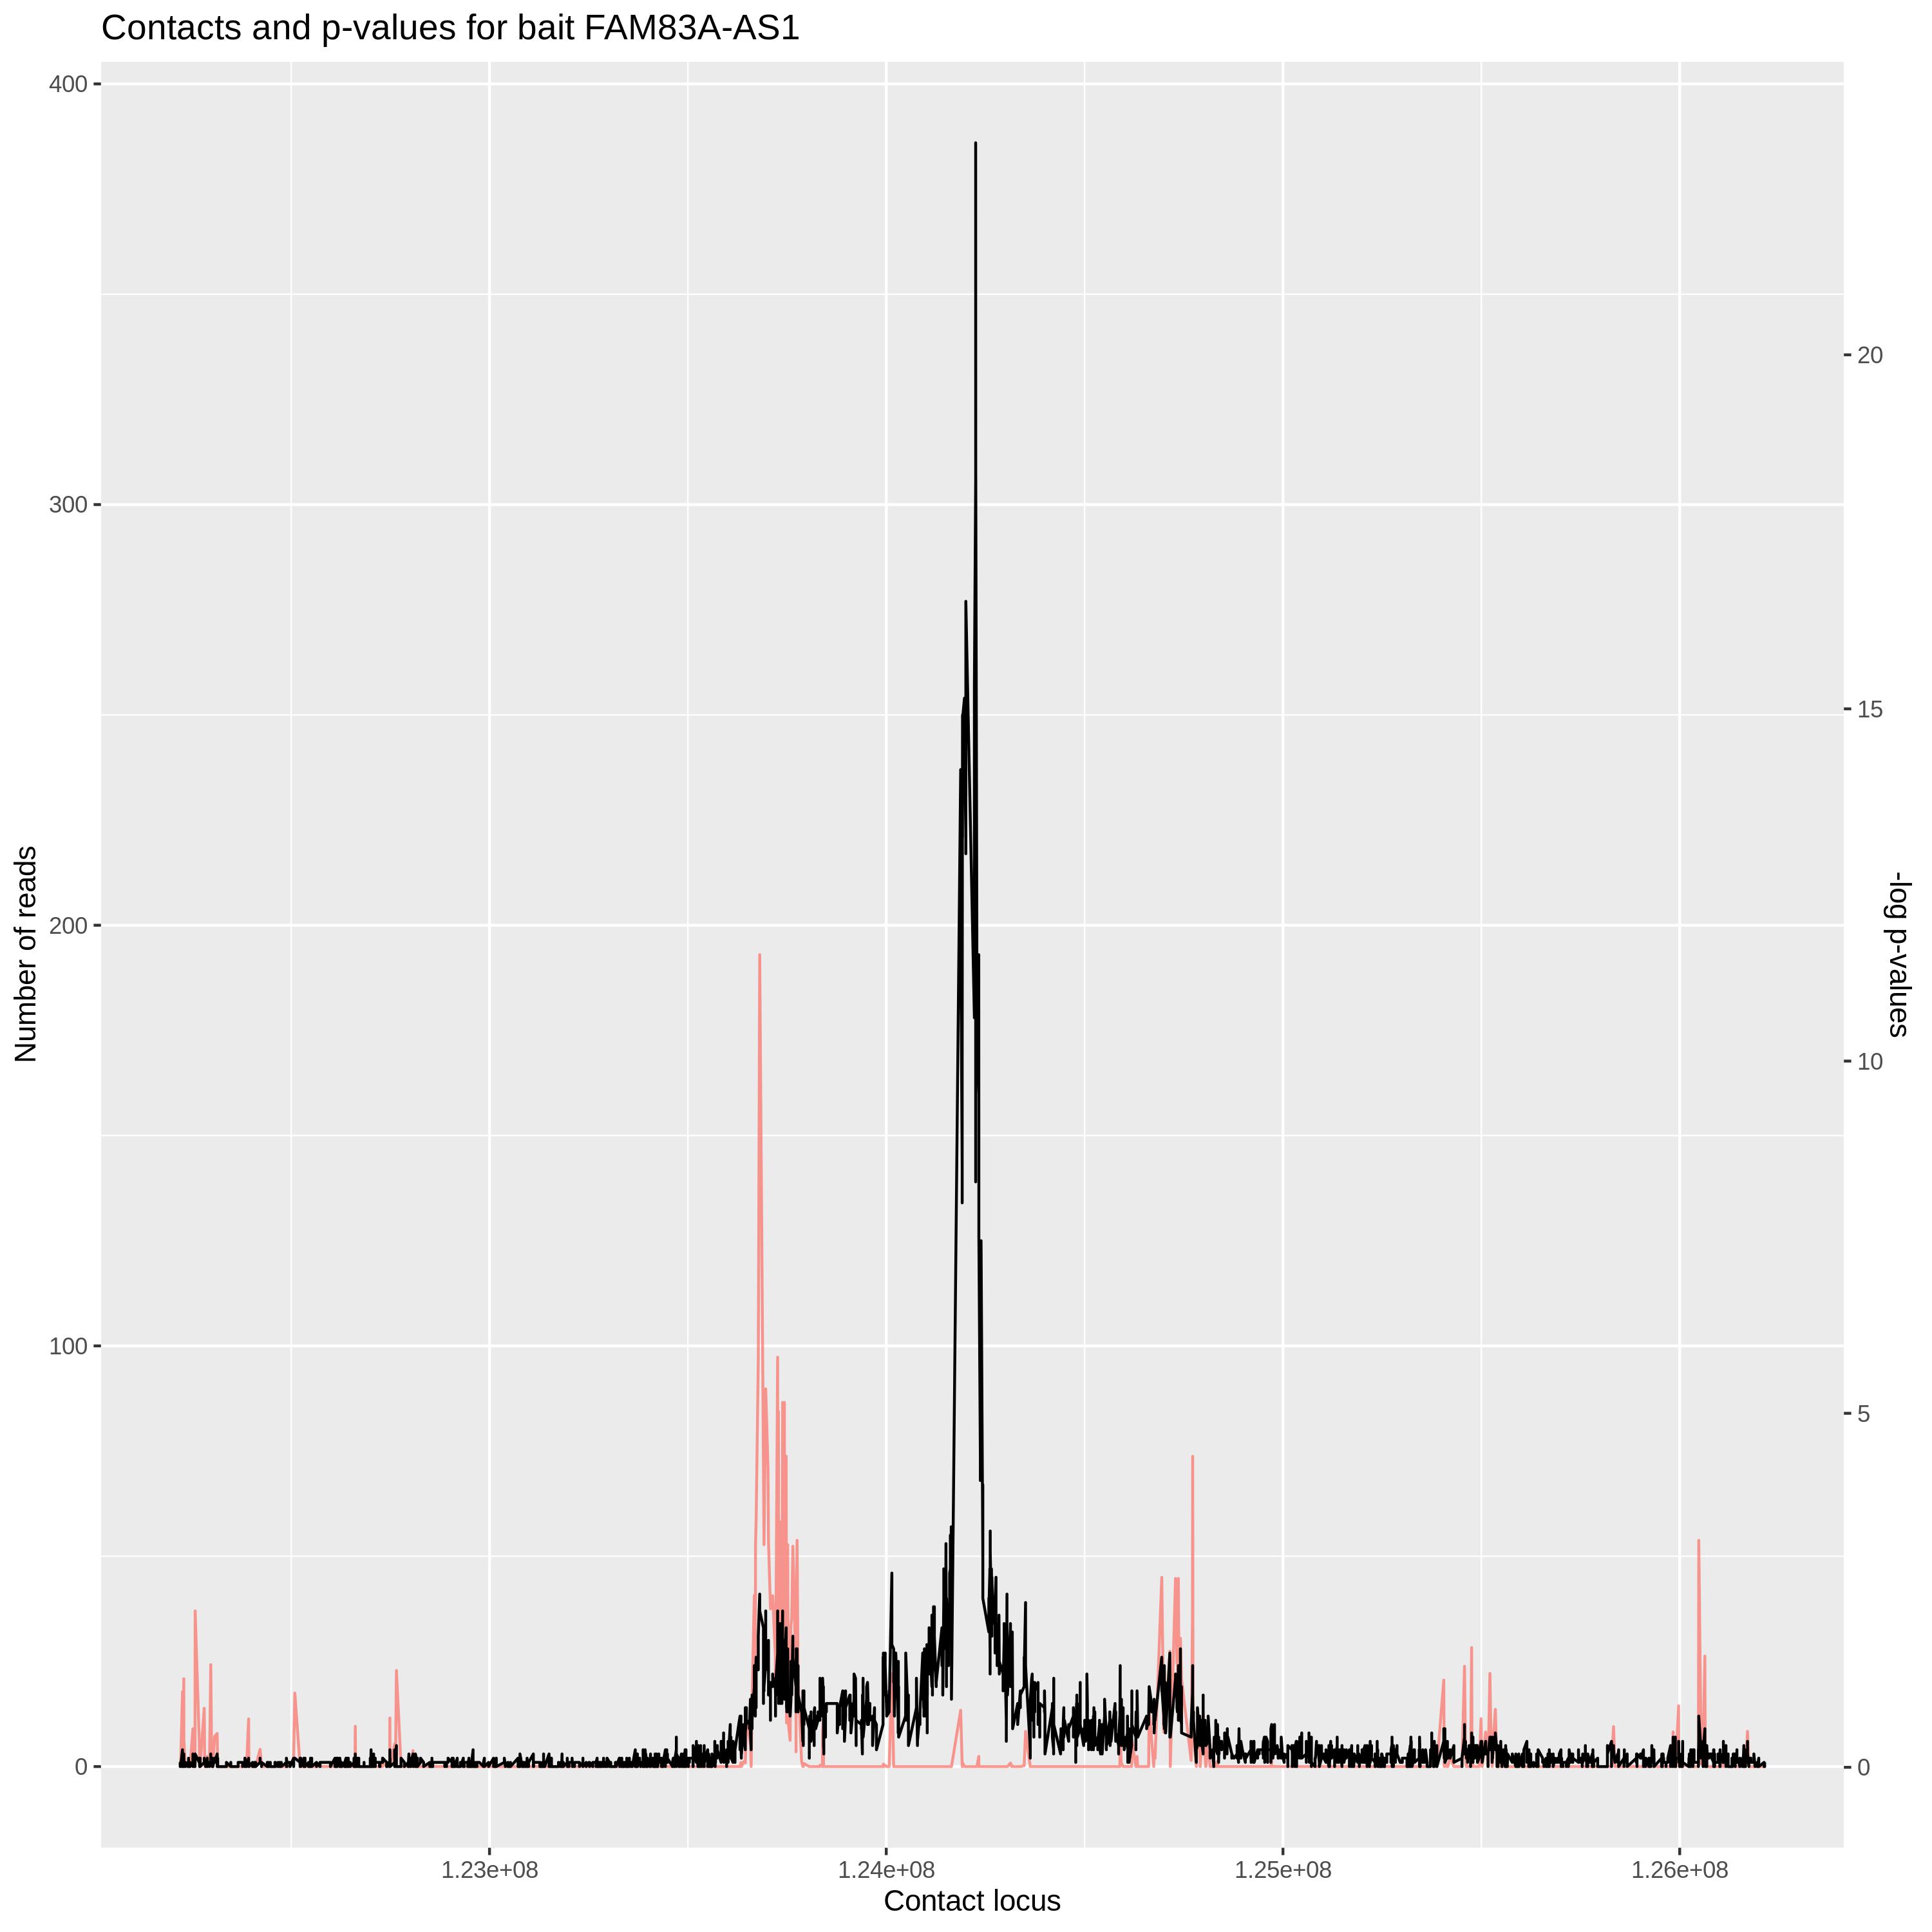 Contacts and p-values for bait FAM83A-AS1
400
300
200
100
0
Number of reads
20
15
10
5
0
-log p-values
1.23e+08 1.24e+08 1.25e+08 1.26e+08
Contact locus